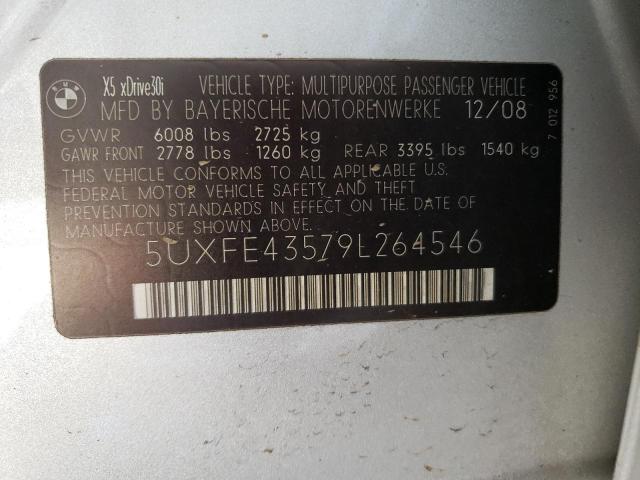 BMW
X5 xDrive30i VEHICLE TYPE: MULTIPURPOSE PASSENGER VEHICLE
MFD BY BAYERISCHE MOTORENWERKE 12/08
GVWR 6008 lbs 2725 kg
GAWR FRONT 2778 lbs 1260 kg REAR 3395 lbs 1540 kg
THIS VEHICLE CONFORMS TO ALL APPLICABLE U.S.
FEDERAL MOTOR VEHICLE SAFETY AND THEFT
PREVENTION STANDARDS IN EFFECT ON THE DATE OF
MANUFACTURE SHOWN ABOVE.
5UXFE43579L264546
7 012 956